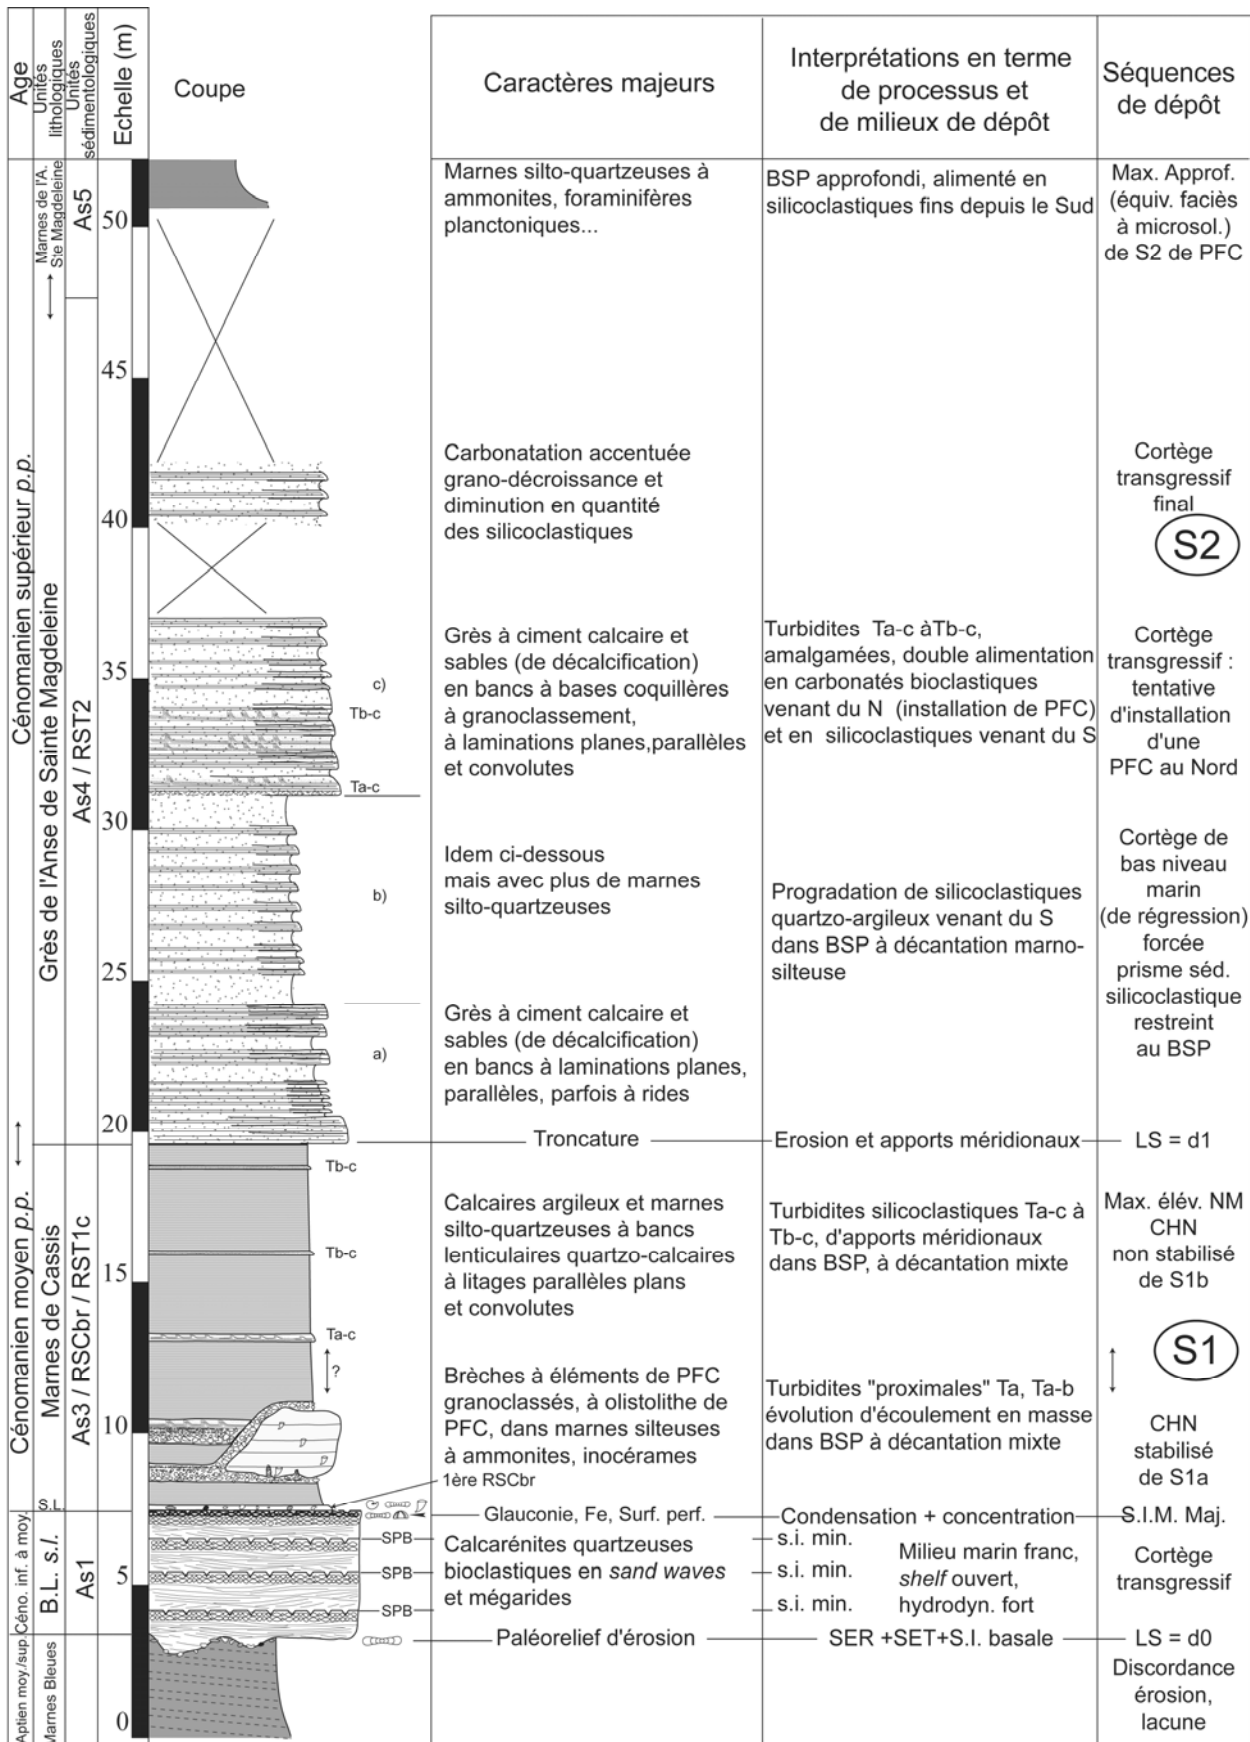 Age
Unités
lithologiques
Unités
sédimentologiques
Echelle (m)
Coupe
Caractères majeurs
Interprétations en terme
de processus et
de milieu de dépôt
Séquences
de dépôt
Cénomanien supérieur p.p.
Cénomanien moyen p.p.
Céno. inf. à moy.
Aptien moy./sup.
Marnes de l'A.
Ste Magdeleine
Grès de l'Anse de Sainte Magdeleine
Marnes de Cassis
S.L.
B.L. s.l.
Marnes Bleues
As5
As4 / RST2
As3 / RSCbr / RST1c
As1
50
45
40
35
30
25
20
15
10
5
0
c)
Tb-c
Ta-c
b)
a)
Tb-c
Tb-c
Ta-c
?
1ère RSCbr
SPB
SPB
SPB
Marnes silto-quartzeuses à
ammonites, foraminifères
planctoniques...
BSP approfondi, alimenté en
silicoclastiques fins depuis le Sud
Max. Approf.
(équiv. faciès
à microsol.)
de S2 de PFC
Carbonatation accentuée
grano-décroissance et
diminution en quantité
des silicoclastiques
Cortège
transgressif
final
S2
Grès à ciment calcaire et
sables (de décalcification)
en bancs à bases coquillères
à granoclassement,
à laminations planes,parallèles
et convolutes
Turbidites Ta-c àTb-c,
amalgamées, double alimentation
en carbonatés bioclastiques
venant du N (installation de PFC)
et en silicoclastiques venant du S
Cortège
transgressif :
tentative
d'installation
d'une
PFC au Nord
Idem ci-dessous
mais avec plus de marnes
silto-quartzeuses
Progradation de silicoclastiques
quartzo-argileux venant du S
dans BSP à décantation marno-
silteuse
Cortège de
bas niveau
marin
(de régression)
forcée
prisme séd.
silicoclastique
restreint
au BSP
Grès à ciment calcaire et
sables (de décalcification)
en bancs à laminations planes,
parallèles, parfois à rides
Troncature
Erosion et apports méridionaux
LS = d1
Calcaires argileux et marnes
silto-quartzeuses à bancs
lenticulaires quartzo-calcaires
à litages parallèles plans
et convolutes
Turbidites silicoclastiques Ta-c à
Tb-c, d'apports méridionaux
dans BSP, à décantation mixte
Max. élév. NM
CHN
non stabilisé
de S1b
S1
Brèches à éléments de PFC
granoclassés, à olistolithe de
PFC, dans marnes silteuses
à ammonites, inocérames
Turbidites "proximales" Ta, Ta-b
évolution d'écoulement en masse
dans BSP à décantation mixte
CHN
stabilisé
de S1a
Glauconie, Fe, Surf. perf.
Condensation + concentration
S.I.M. Maj.
Calcarénites quartzeuses
bioclastiques en sand waves
et mégarides
s.i. min.
s.i. min.
s.i. min.
Milieu marin franc,
shelf ouvert,
hydrodyn. fort
Cortège
transgressif
Paléorelief d'érosion
SER +SET+S.I. basale
LS = d0
Discordance
érosion,
lacune